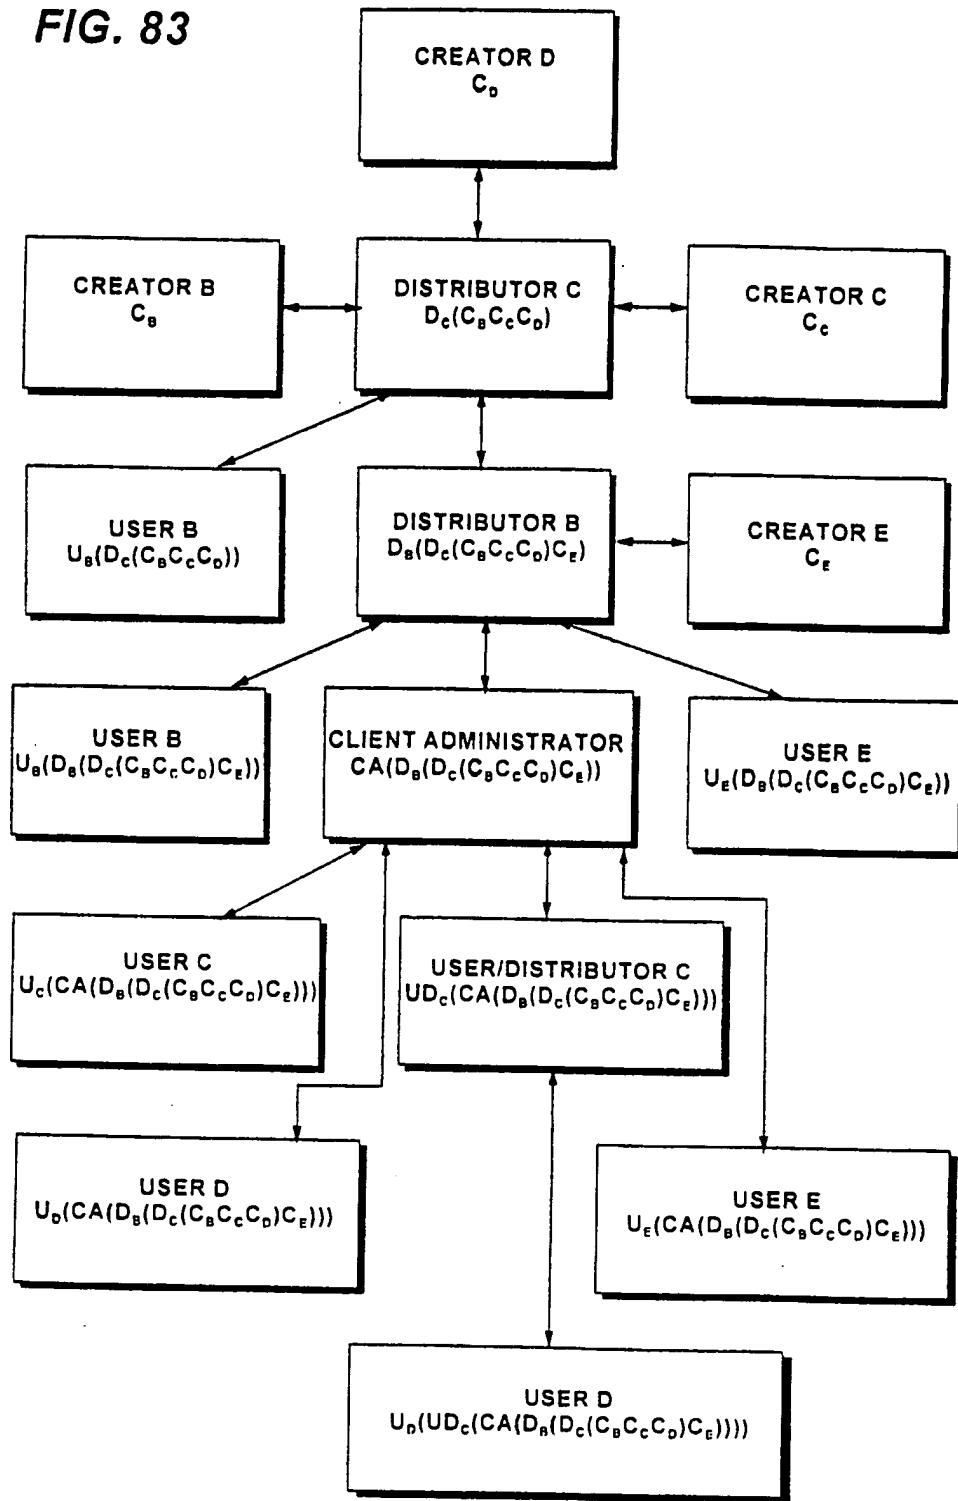 FIG. 83
CREATOR D
C_D
CREATOR B
C_B
DISTRIBUTOR C
D_C(C_BC_CC_D)
CREATOR C
C_C
USER B
U_B(D_C(C_BC_CC_D))
DISTRIBUTOR B
D_B(D_C(C_BC_CC_D)C_E)
CREATOR E
C_E
USER B
U_B(D_B(D_C(C_BC_CC_D)C_E))
CLIENT ADMINISTRATOR
CA(D_B(D_C(C_BC_CC_D)C_E))
USER E
U_E(D_B(D_C(C_BC_CC_D)C_E))
USER C
U_C(CA(D_B(D_C(C_BC_CC_D)C_E)))
USER/DISTRIBUTOR C
UD_C(CA(D_B(D_C(C_BC_CC_D)C_E)))
USER D
U_D(CA(D_B(D_C(C_BC_CC_D)C_E)))
USER E
U_E(CA(D_B(D_C(C_BC_CC_D)C_E)))
USER D
U_D(UD_C(CA(D_B(D_C(C_BC_CC_D)C_E))))